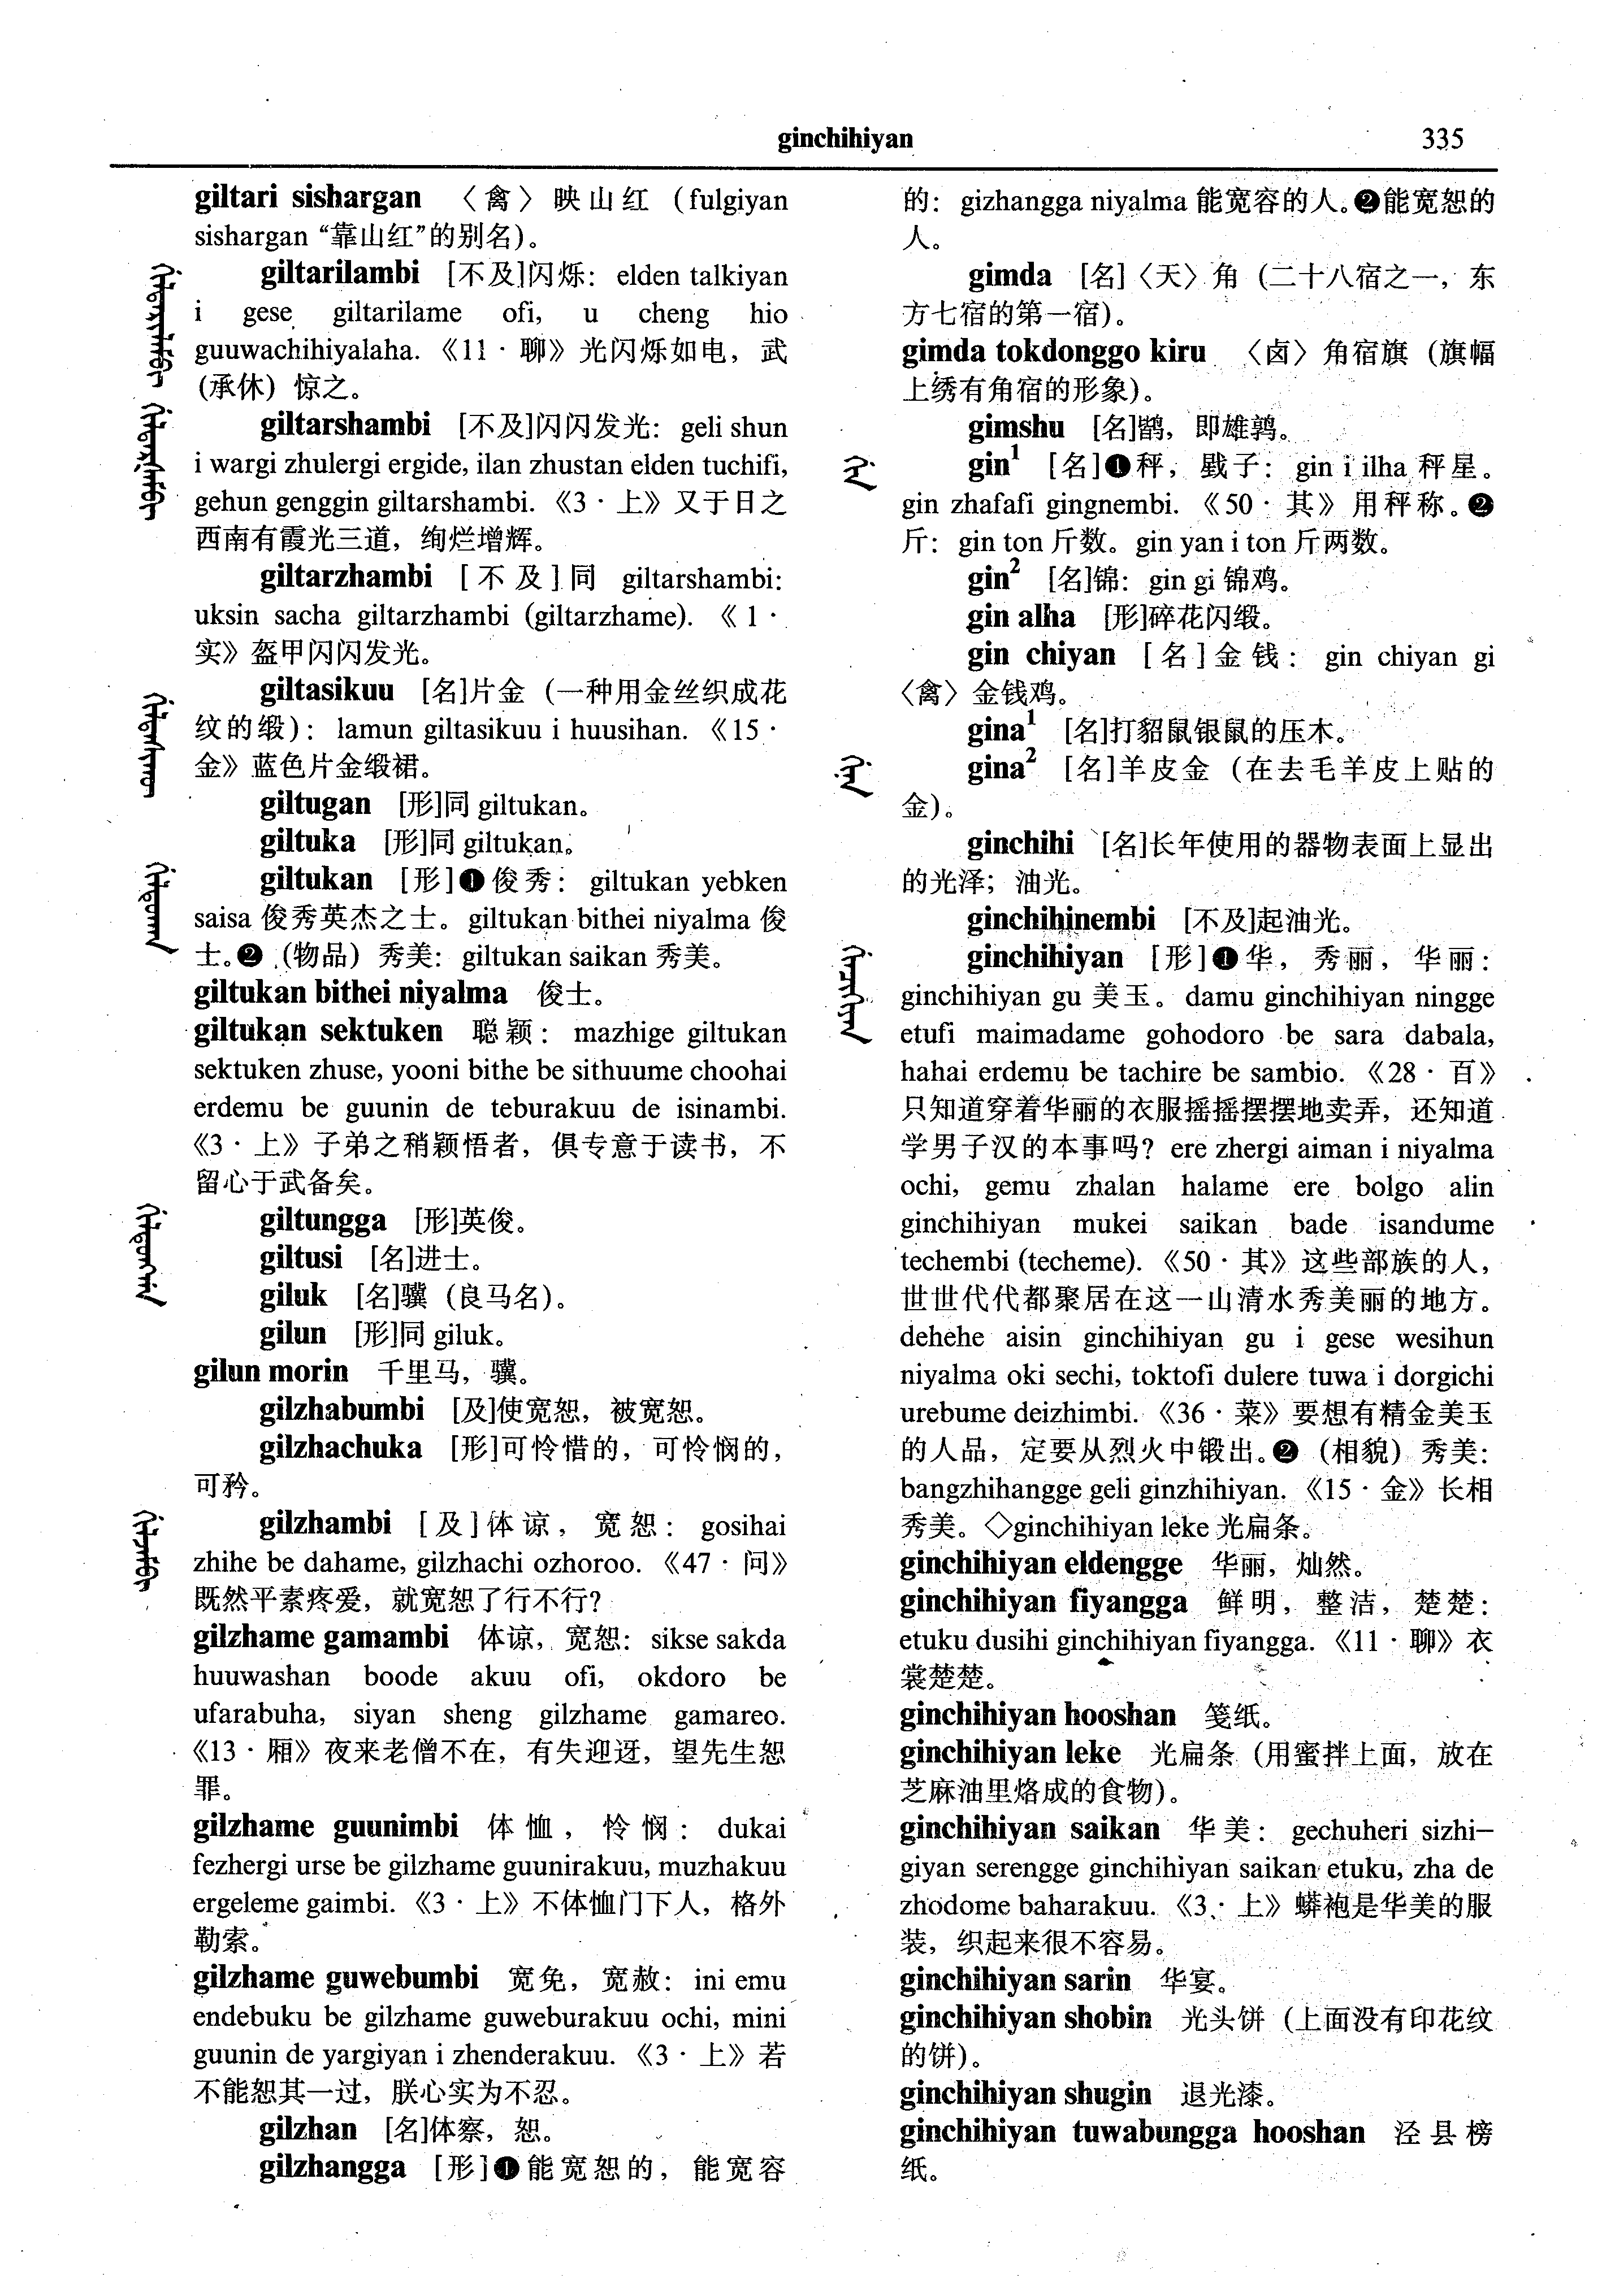 ginchihiyan 335
giltari sishargan 〈禽〉映山红（fulgiyan
sishargan “靠山红”的别名）。
giltarilambi [不及]闪烁：elden talkiyan
i gese giltarilame ofi, u cheng hio
guuwachihiyalaha.《11·聊》光闪烁如电，武
（承休）惊之。
giltarshambi [不及]闪闪发光：geli shun
i wargi zhulergi ergide, ilan zhustan elden tuchifi,
gehun genggin giltarshambi.《3·上》又于日之
西南有霞光三道，绚烂增辉。
giltarzhambi [不及]同 giltarshambi:
uksin sacha giltarzhambi (giltarzhame).《1·
实》盔甲闪闪发光。
giltasikuu [名]片金（一种用金丝织成花
纹的缎）：lamun giltasikuu i huusihan.《15·
金》蓝色片金缎裙。
giltugan [形]同 giltukan。
giltuka [形]同 giltukan。
giltukan [形]❶俊秀：giltukan yebken
saisa 俊秀英杰之士。giltukan bithei niyalma 俊
士。❷（物品）秀美：giltukan saikan 秀美。
giltukan bithei niyalma 俊士。
giltukan sektuken 聪颖：mazhige giltukan
sektuken zhuse, yooni bithe be sithuume choohai
erdemu be guunin de teburakuu de isinambi.
《3·上》子弟之稍颖悟者，俱专意于读书，不
留心于武备矣。
giltungga [形]英俊。
giltusi [名]进士。
giluk [名]骥（良马名）。
gilun [形]同 giluk。
gilun morin 千里马，骥。
gilzhabumbi [及]使宽恕，被宽恕。
gilzhachuka [形]可怜惜的，可怜悯的，
可矜。
gilzhambi [及]体谅，宽恕：gosihai
zhihe be dahame, gilzhachi ozhoroo.《47·问》
既然平素疼爱，就宽恕了行不行？
gilzhame gamambi 体谅，宽恕：sikse sakda
huuwashan boode akuu ofi, okdoro be
ufarabuha, siyan sheng gilzhame gamareo.
《13·厢》夜来老僧不在，有失迎迓，望先生恕
罪。
gilzhame guunimbi 体恤，怜悯：dukai
fezhergi urse be gilzhame guunirakuu, muzhakuu
ergeleme gaimbi.《3·上》不体恤门下人，格外
勒索。
gilzhame guwebumbi 宽免，宽赦：ini emu
endebuku be gilzhame guweburakuu ochi, mini
guunin de yargiyan i zhenderakuu.《3·上》若
不能恕其一过，朕心实为不忍。
gilzhan [名]体察，恕。
gilzhangga [形]❶能宽恕的，能宽容
的：gizhangga niyalma 能宽容的人。❷能宽恕的
人。
gimda [名]〈天〉角（二十八宿之一，东
方七宿的第一宿）。
gimda tokdonggo kiru 〈卤〉角宿旗（旗幅
上绣有角宿的形象）。
gimshu [名]鹋，即雄鹑。
gin¹ [名]❶秤，戥子：gin i ilha 秤星。
gin zhafafi gingnembi.《50·其》用秤称。❷
斤：gin ton 斤数。gin yan i ton 斤两数。
gin² [名]锦：gin gi 锦鸡。
gin alha [形]碎花闪缎。
gin chiyan [名]金钱：gin chiyan gi
〈禽〉金钱鸡。
gina¹ [名]打貂鼠银鼠的压木。
gina² [名]羊皮金（在去毛羊皮上贴的
金）。
ginchihi [名]长年使用的器物表面上显出
的光泽；油光。
ginchihinembi [不及]起油光。
ginchihiyan [形]❶华，秀丽，华丽：
ginchihiyan gu 美玉。damu ginchihiyan ningge
etufi maimadame gohodoro be sara dabala,
hahai erdemu be tachire be sambio.《28·百》
只知道穿着华丽的衣服摇摇摆摆地卖弄，还知道
学男子汉的本事吗？ere zhergi aiman i niyalma
ochi, gemu zhalan halame ere bolgo alin
ginchihiyan mukei saikan bade isandume
techembi (techeme).《50·其》这些部族的人，
世世代代都聚居在这一山清水秀美丽的地方。
dehehe aisin ginchihiyan gu i gese wesihun
niyalma oki sechi, toktofi dulere tuwa i dorgichi
urebume deizhimbi.《36·菜》要想有精金美玉
的人品，定要从烈火中锻出。❷（相貌）秀美：
bangzhihangge geli ginzhihiyan.《15·金》长相
秀美。◇ginchihiyan leke 光扁条。
ginchihiyan eldengge 华丽，灿然。
ginchihiyan fiyangga 鲜明，整洁，楚楚：
etuku dusihi ginchihiyan fiyangga.《11·聊》衣
裳楚楚。
ginchihiyan hooshan 笺纸。
ginchihiyan leke 光扁条（用蜜拌上面，放在
芝麻油里烙成的食物）。
ginchihiyan saikan 华美：gechuheri sizhi-
giyan serengge ginchihiyan saikan etuku, zha de
zhodome baharakuu.《3·上》蟒袍是华美的服
装，织起来很不容易。
ginchihiyan sarin 华宴。
ginchihiyan shobin 光头饼（上面没有印花纹
的饼）。
ginchihiyan shugin 退光漆。
ginchihiyan tuwabungga hooshan 泾县榜
纸。